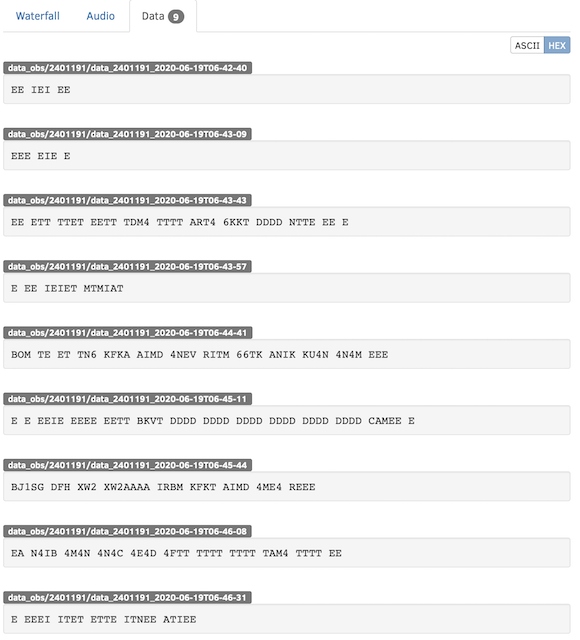 Waterfall Audio Data 9
ASCII HEX
data_obs/2401191/data_2401191_2020-06-19T06-42-40
EE IEI EE
data_obs/2401191/data_2401191_2020-06-19T06-43-09
EEE EIE E
data_obs/2401191/data_2401191_2020-06-19T06-43-43
EE ETT TTET EETT TDM4 TTTT ART4 6KKT DDDD NTTE EE E
data_obs/2401191/data_2401191_2020-06-19T06-43-57
E EE IEIET MTMIAT
data_obs/2401191/data_2401191_2020-06-19T06-44-41
BOM TE ET TN6 KFKA AIMD 4NEV RITM 66TK ANIK KU4N 4N4M EEE
data_obs/2401191/data_2401191_2020-06-19T06-45-11
E E EEIE EEEE EETT BKVT DDDD DDDD DDDD DDDD DDDD DDDD CAMEE E
data_obs/2401191/data_2401191_2020-06-19T06-45-44
BJ1SG DFH XW2 XW2AAAA IRBM KFKT AIMD 4ME4 REEE
data_obs/2401191/data_2401191_2020-06-19T06-46-08
EA N4IB 4M4N 4N4C 4E4D 4FTT TTTT TTTT TAM4 TTTT EE
data_obs/2401191/data_2401191_2020-06-19T06-46-31
E EEEI ITET ETTE ITNEE ATIEE